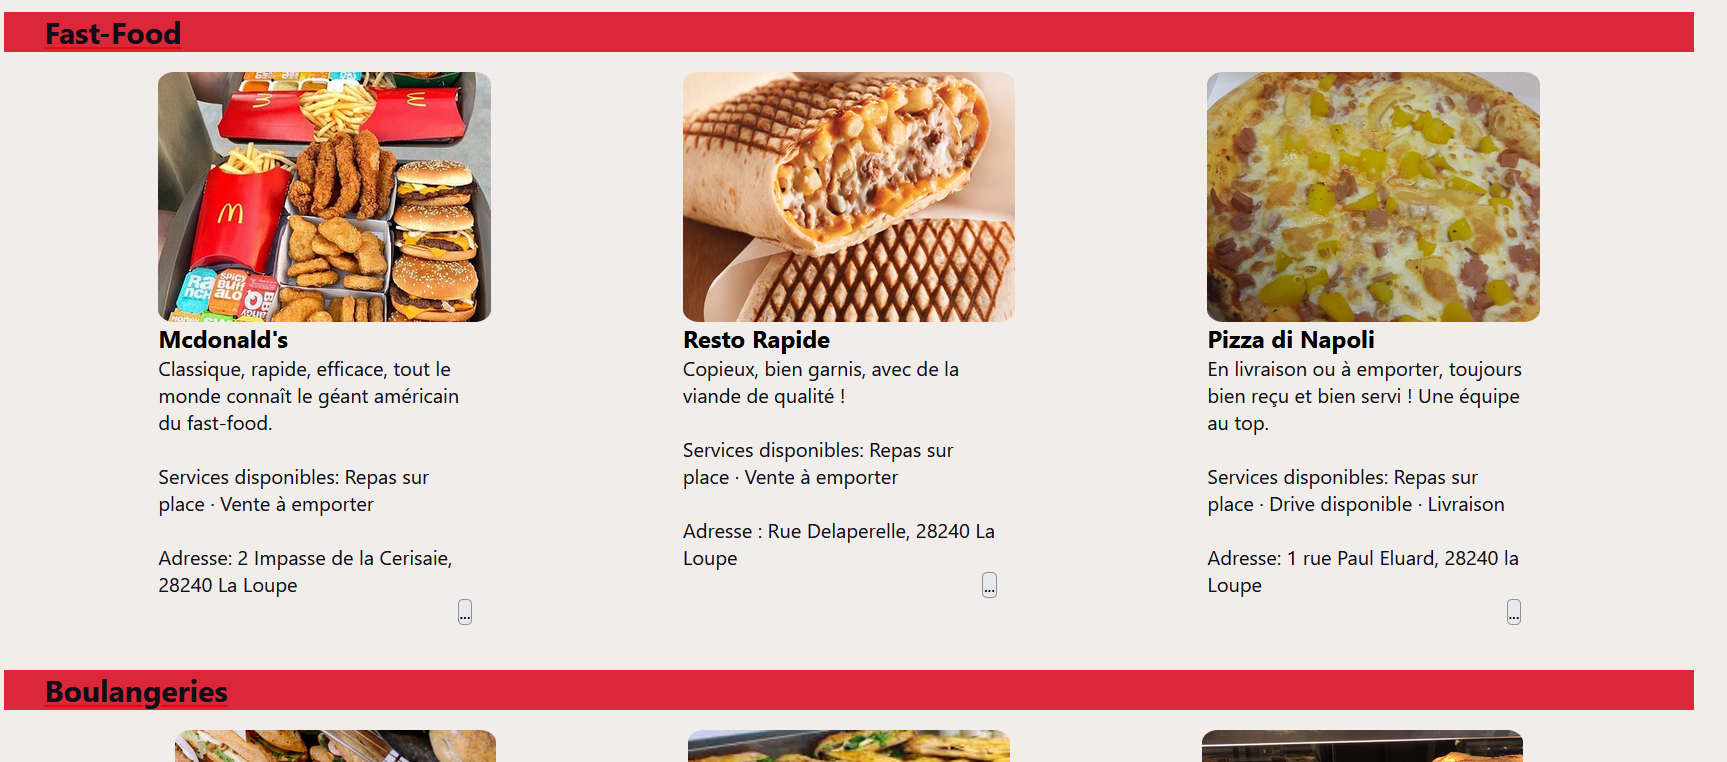 Fast-Food
Mcdonald's
Classique, rapide, efficace, tout le
monde connaît le géant américain
du fast-food.
Services disponibles: Repas sur
place · Vente à emporter
Adresse: 2 Impasse de la Cerisaie,
28240 La Loupe
...
Resto Rapide
Copieux, bien garnis, avec de la
viande de qualité !
Services disponibles: Repas sur
place · Vente à emporter
Adresse : Rue Delaperelle, 28240 La
Loupe
...
Pizza di Napoli
En livraison ou à emporter, toujours
bien reçu et bien servi ! Une équipe
au top.
Services disponibles: Repas sur
place · Drive disponible · Livraison
Adresse: 1 rue Paul Eluard, 28240 la
Loupe
...
Boulangeries